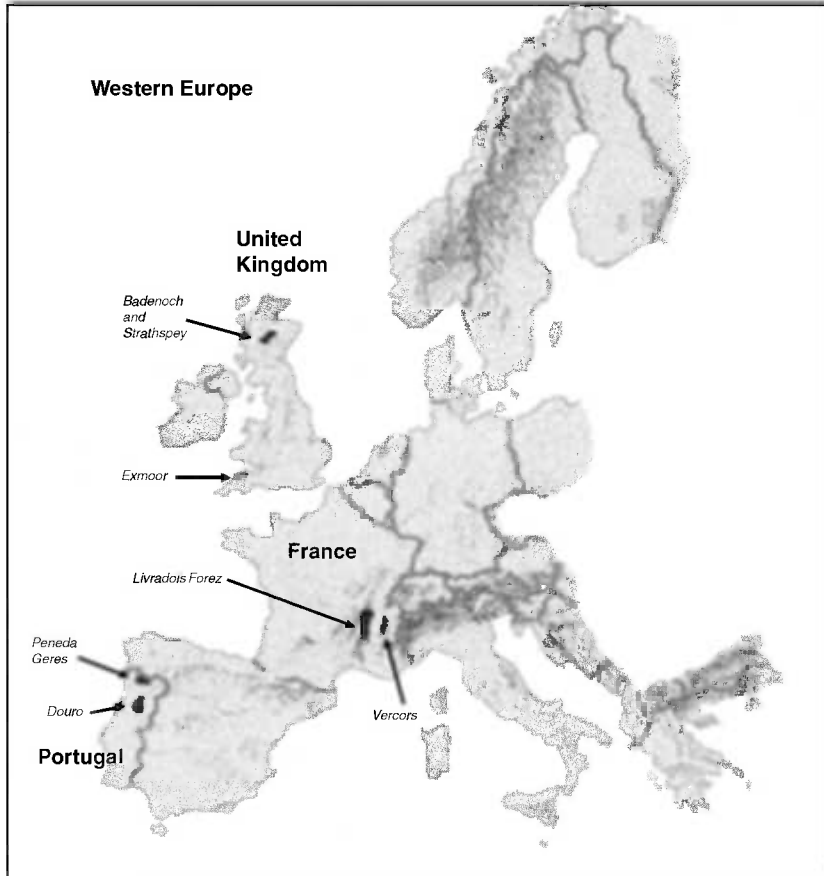 Western Europe
United
Kingdom
Badenoch
and
Strathspey
Exmoor
France
Livradois Forez
Peneda
Geres
Douro
Vercors
Portugal